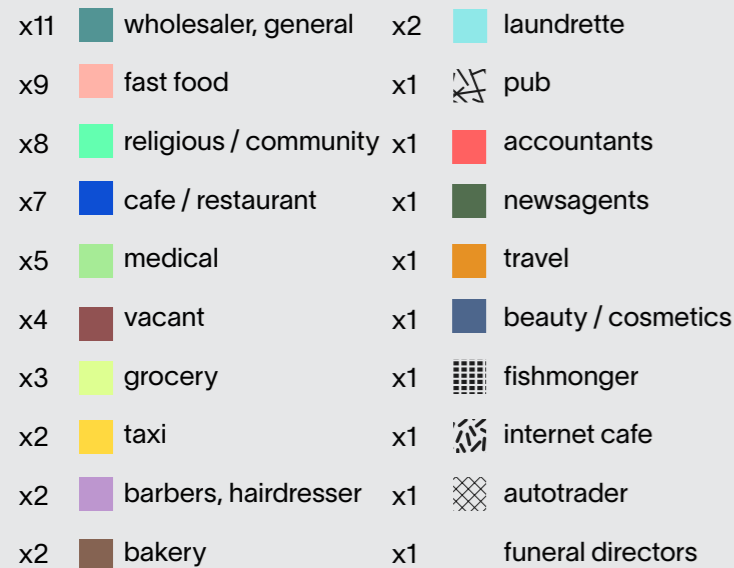 x11 wholesaler, general
x9 fast food
x8 religious / community
x7 cafe / restaurant
x5 medical
x4 vacant
x3 grocery
x2 taxi
x2 barbers, hairdresser
x2 bakery
x2 laundrette
x1 pub
x1 accountants
x1 newsagents
x1 travel
x1 beauty / cosmetics
x1 fishmonger
x1 internet cafe
x1 autotrader
x1 funeral directors